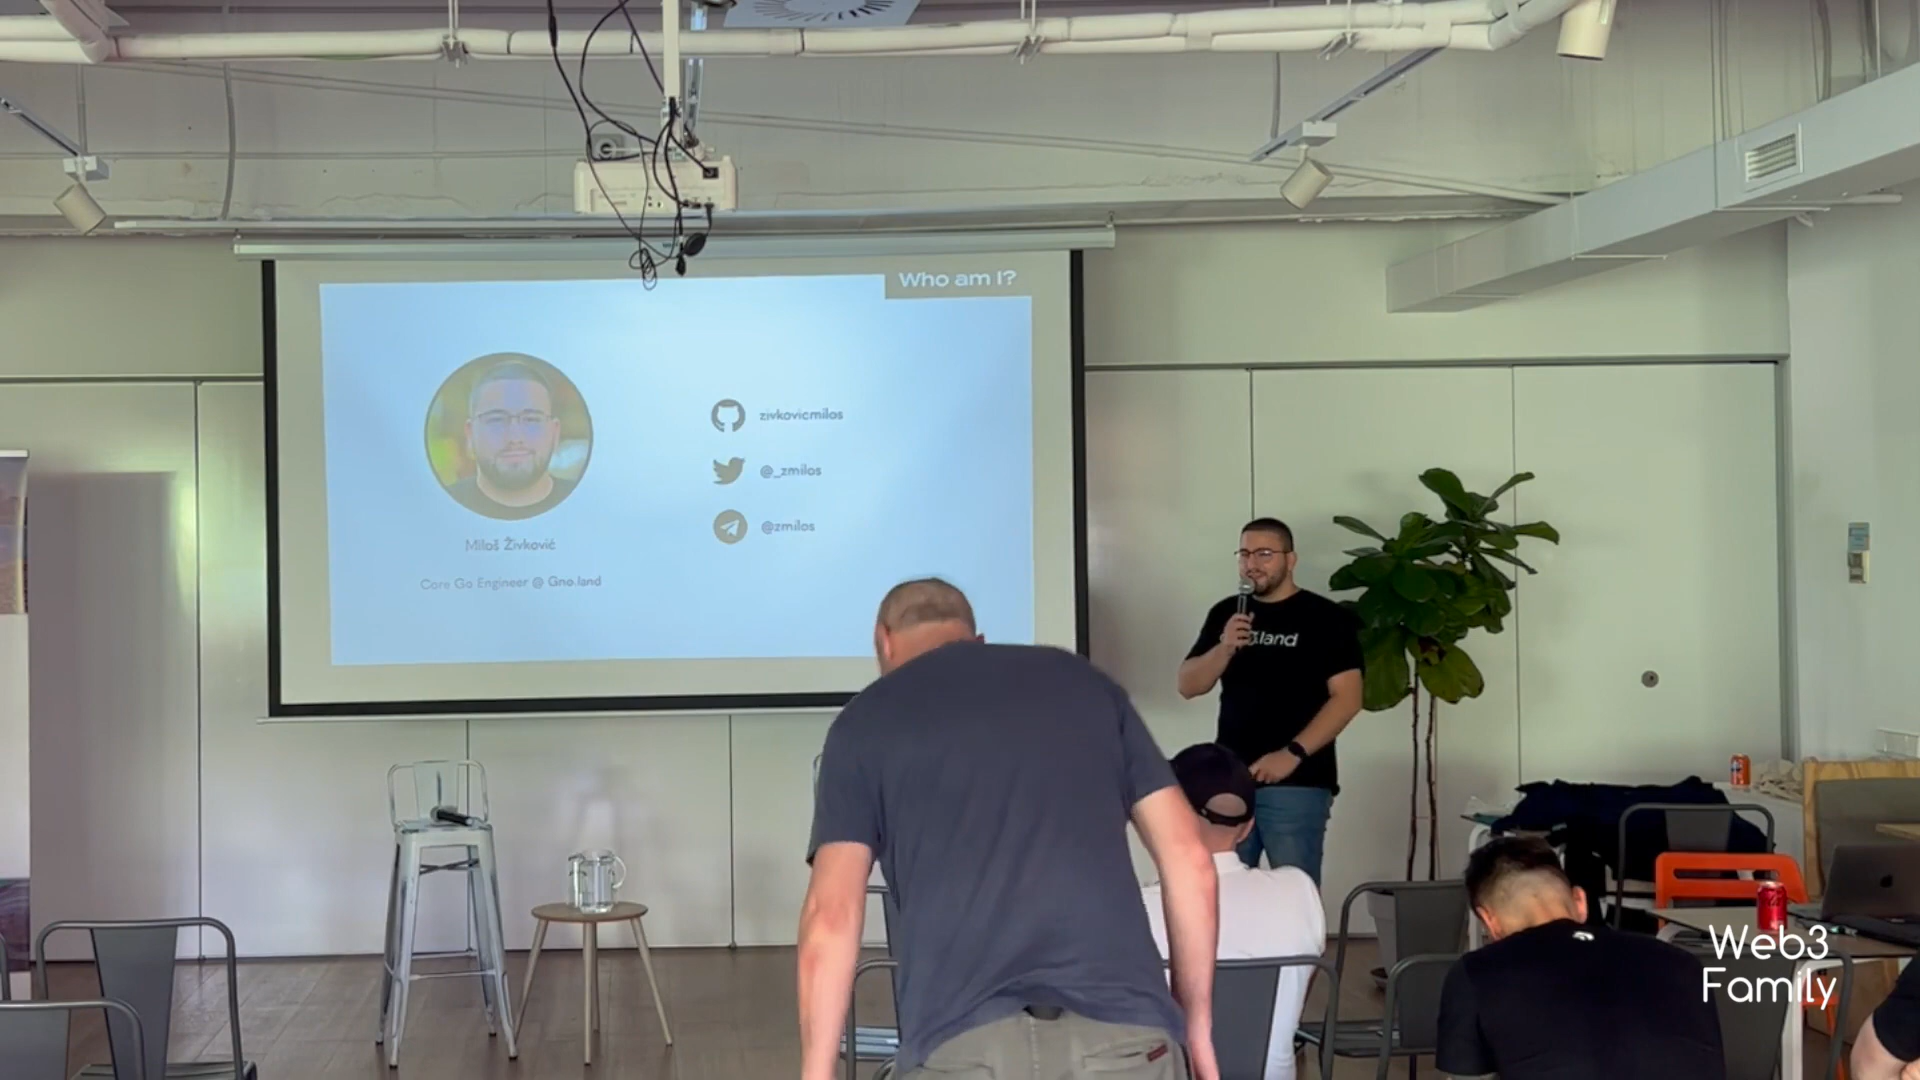 Who am I?
zivkovicmilos
@_zmilos
@zmilos
Miloš Živković
Core Go Engineer @ Gno.land
.land
Web3
Family